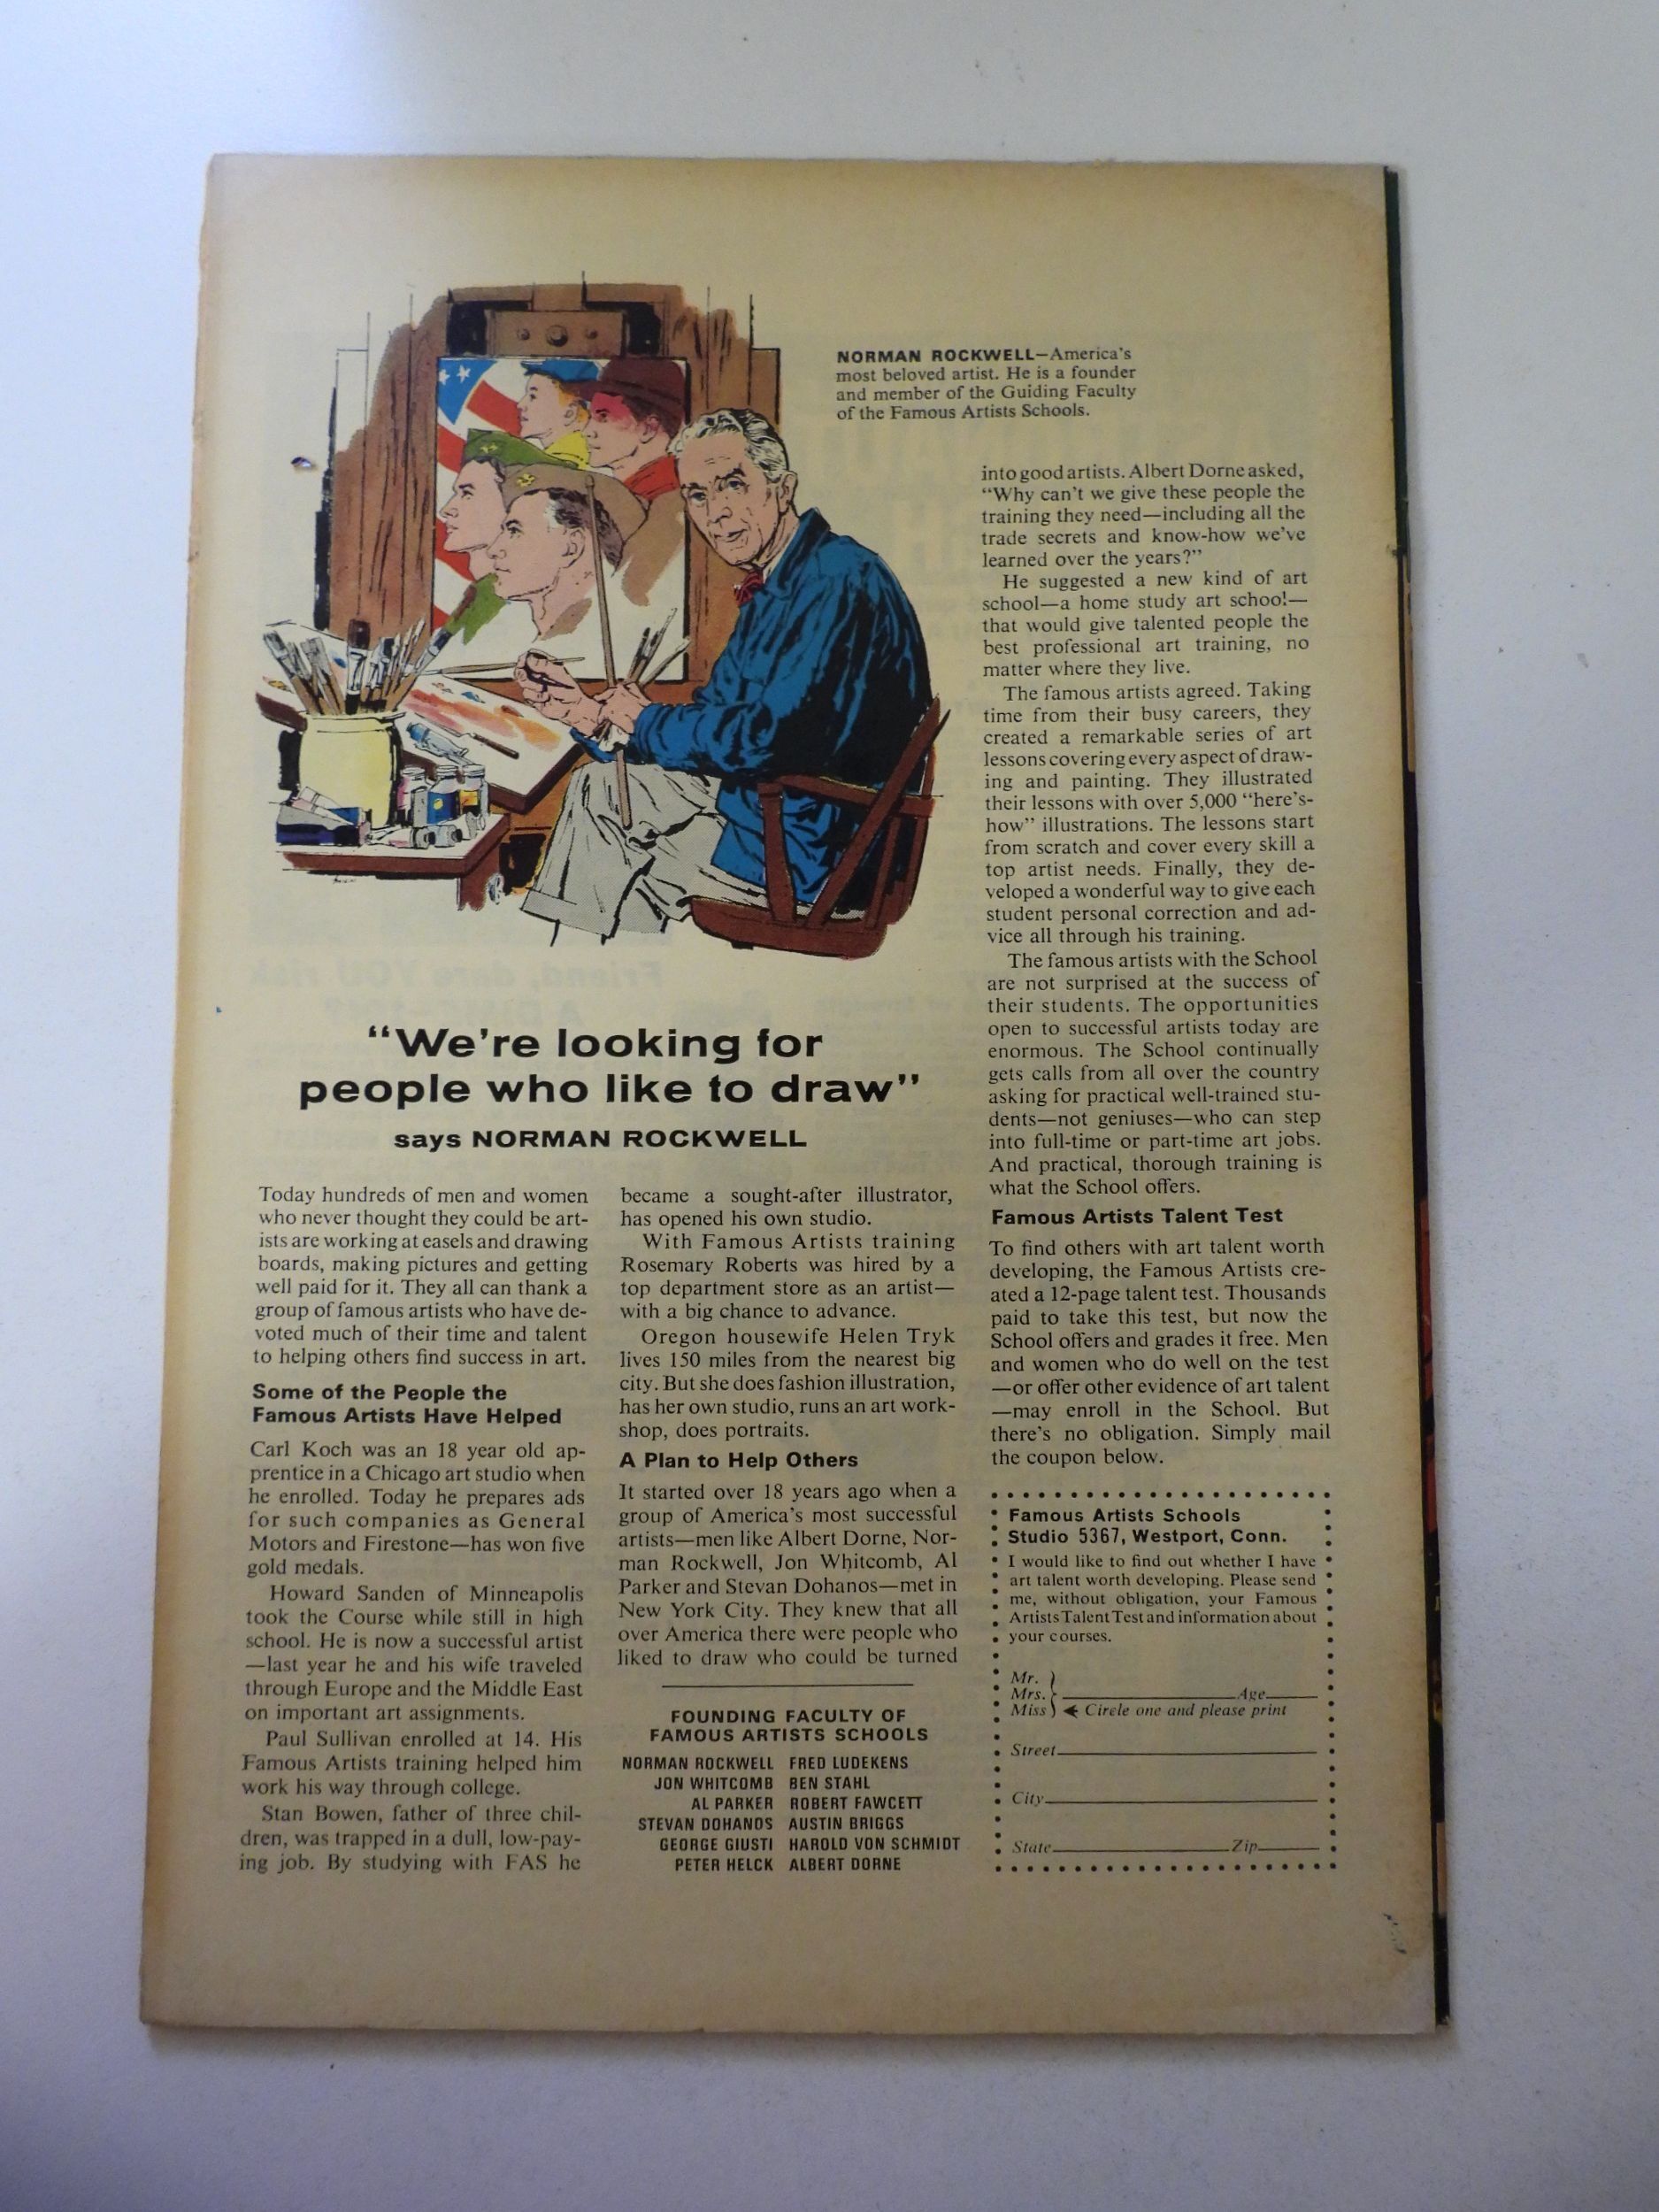 NORMAN ROCKWELL—America's
most beloved artist. He is a founder
and member of the Guiding Faculty
of the Famous Artists Schools.
"We're looking for
people who like to draw"
says NORMAN ROCKWELL
Today hundreds of men and women
who never thought they could be art-
ists are working at easels and drawing
boards, making pictures and getting
well paid for it. They all can thank a
group of famous artists who have de-
voted much of their time and talent
to helping others find success in art.
Some of the People the
Famous Artists Have Helped
Carl Koch was an 18 year old ap-
prentice in a Chicago art studio when
he enrolled. Today he prepares ads
for such companies as General
Motors and Firestone—has won five
gold medals.
Howard Sanden of Minneapolis
took the Course while still in high
school. He is now a successful artist
—last year he and his wife traveled
through Europe and the Middle East
on important art assignments.
Paul Sullivan enrolled at 14. His
Famous Artists training helped him
work his way through college.
Stan Bowen, father of three chil-
dren, was trapped in a dull, low-pay-
ing job. By studying with FAS he
became a sought-after illustrator,
has opened his own studio.
With Famous Artists training
Rosemary Roberts was hired by a
top department store as an artist—
with a big chance to advance.
Oregon housewife Helen Tryk
lives 150 miles from the nearest big
city. But she does fashion illustration,
has her own studio, runs an art work-
shop, does portraits.
A Plan to Help Others
It started over 18 years ago when a
group of America's most successful
artists—men like Albert Dorne, Nor-
man Rockwell, Jon Whitcomb, Al
Parker and Stevan Dohanos—met in
New York City. They knew that all
over America there were people who
liked to draw who could be turned
FOUNDING FACULTY OF
FAMOUS ARTISTS SCHOOLS
NORMAN ROCKWELL FRED LUDEKENS
JON WHITCOMB BEN STAHL
AL PARKER ROBERT FAWCETT
STEVAN DOHANOS AUSTIN BRIGGS
GEORGE GIUSTI HAROLD VON SCHMIDT
PETER HELCK ALBERT DORNE
into good artists. Albert Dorne asked,
"Why can't we give these people the
training they need—including all the
trade secrets and know-how we've
learned over the years?"
He suggested a new kind of art
school—a home study art school—
that would give talented people the
best professional art training, no
matter where they live.
The famous artists agreed. Taking
time from their busy careers, they
created a remarkable series of art
lessons covering every aspect of draw-
ing and painting. They illustrated
their lessons with over 5,000 "here's-
how" illustrations. The lessons start
from scratch and cover every skill a
top artist needs. Finally, they de-
veloped a wonderful way to give each
student personal correction and ad-
vice all through his training.
The famous artists with the School
are not surprised at the success of
their students. The opportunities
open to successful artists today are
enormous. The School continually
gets calls from all over the country
asking for practical well-trained stu-
dents—not geniuses—who can step
into full-time or part-time art jobs.
And practical, thorough training is
what the School offers.
Famous Artists Talent Test
To find others with art talent worth
developing, the Famous Artists cre-
ated a 12-page talent test. Thousands
paid to take this test, but now the
School offers and grades it free. Men
and women who do well on the test
—or offer other evidence of art talent
—may enroll in the School. But
there's no obligation. Simply mail
the coupon below.
Famous Artists Schools
Studio 5367, Westport, Conn.
I would like to find out whether I have
art talent worth developing. Please send
me, without obligation, your Famous
Artists Talent Test and information about
your courses.
Mr.
Mrs. Age
Miss Circle one and please print
Street
City
State Zip